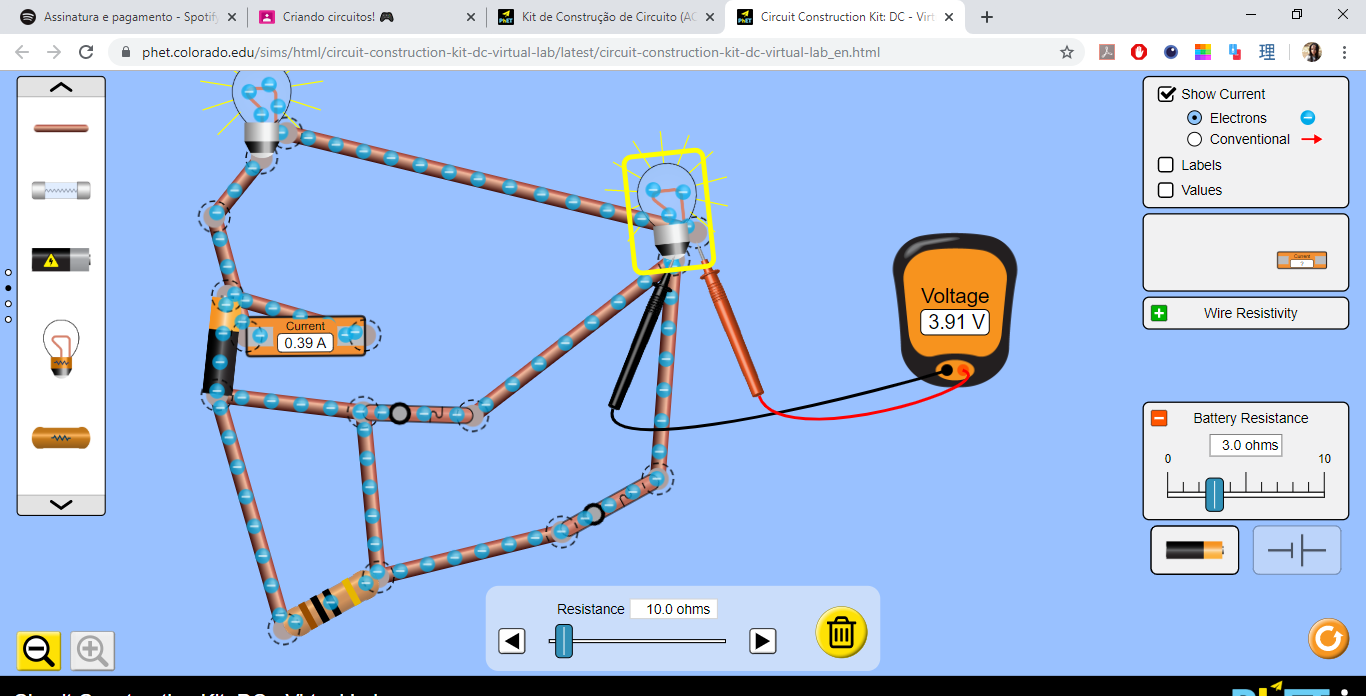 Assinatura e pagamento - Spotif
Criando circuitos! 🎮
Kit de Construção de Circuito (AC
Circuit Construction Kit: DC - Virt
phet.colorado.edu/sims/html/circuit-construction-kit-dc-virtual-lab/latest/circuit-construction-kit-dc-virtual-lab_en.html
理
Show Current
Electrons
Conventional
Labels
Values
Current
?
Wire Resistivity
Voltage
3.91 V
Current
0.39 A
Battery Resistance
3.0 ohms
0
10
Resistance
10.0 ohms